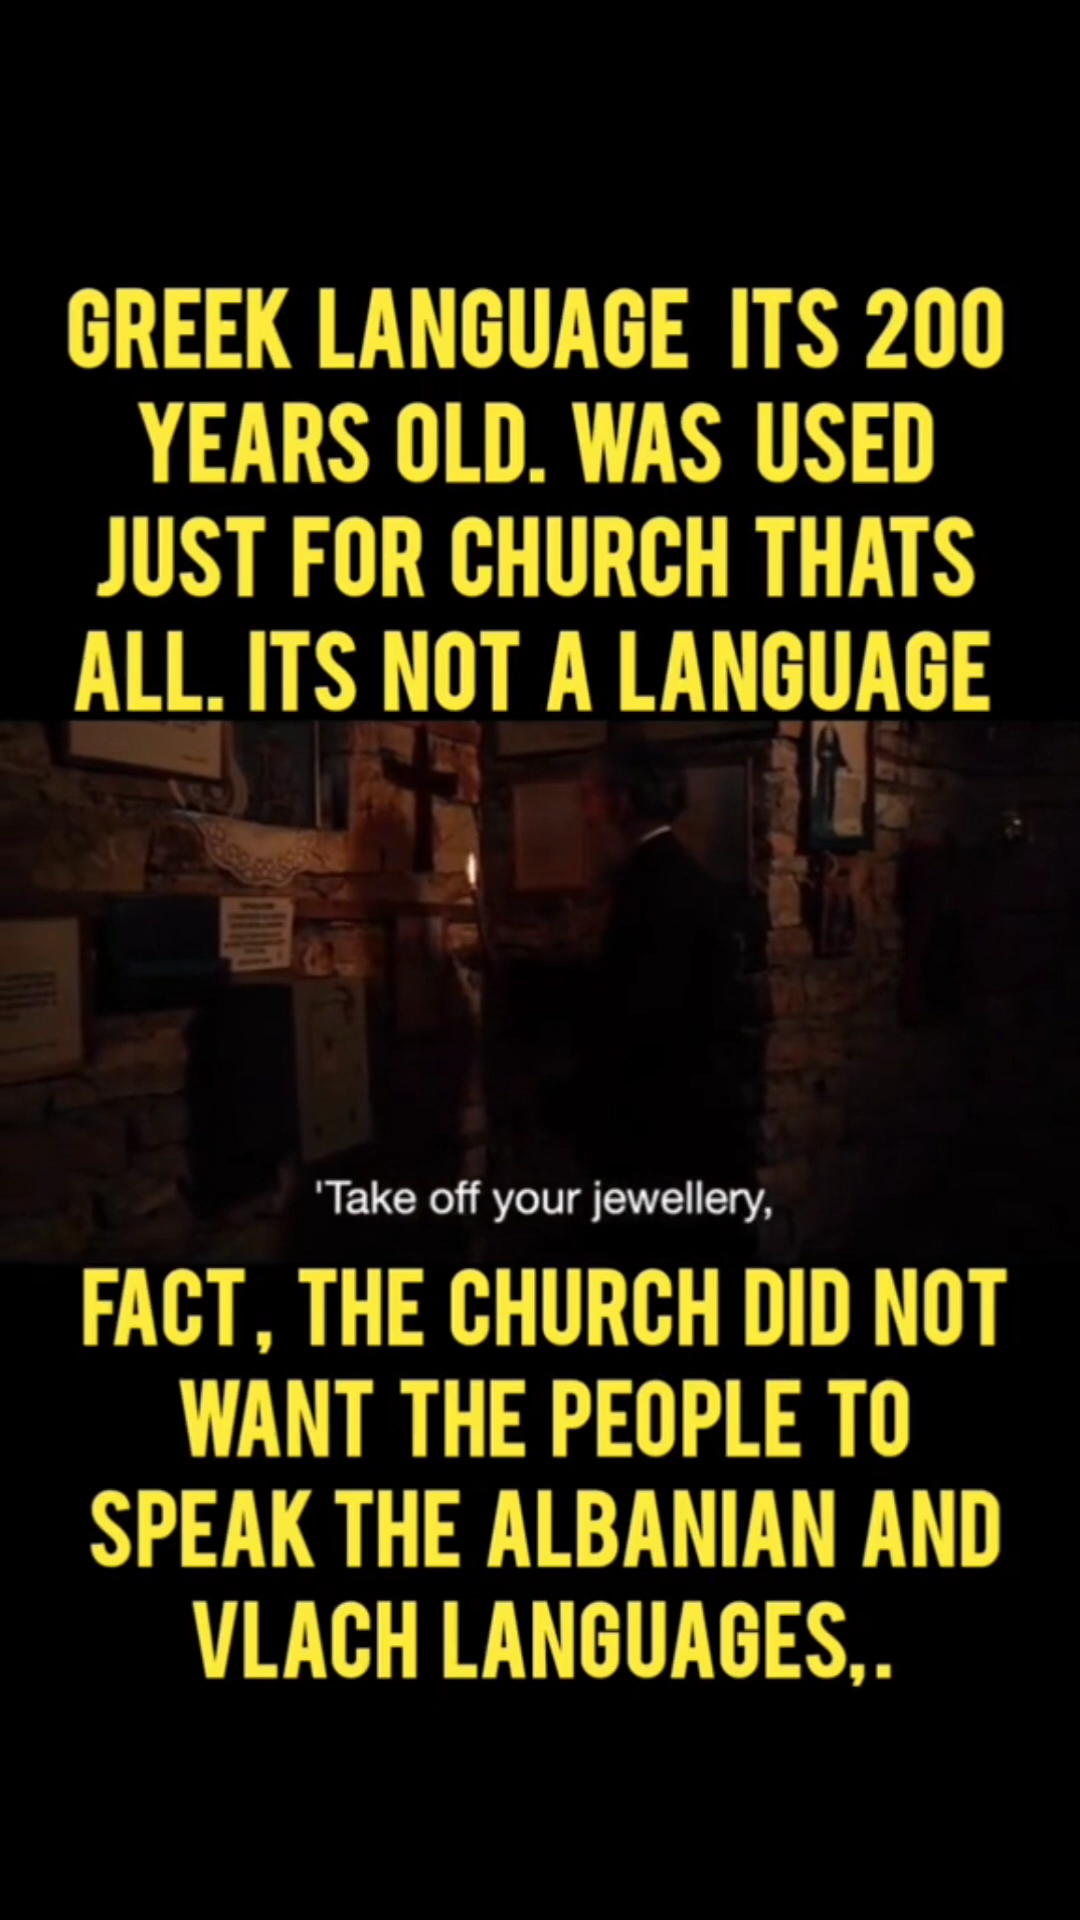 GREEK LANGUAGE ITS 200
YEARS OLD. WAS USED
JUST FOR CHURCH THATS
ALL. ITS NOT A LANGUAGE
'Take off your jewellery,
FACT, THE CHURCH DID NOT
WANT THE PEOPLE TO
SPEAK THE ALBANIAN AND
VLACH LANGUAGES,.